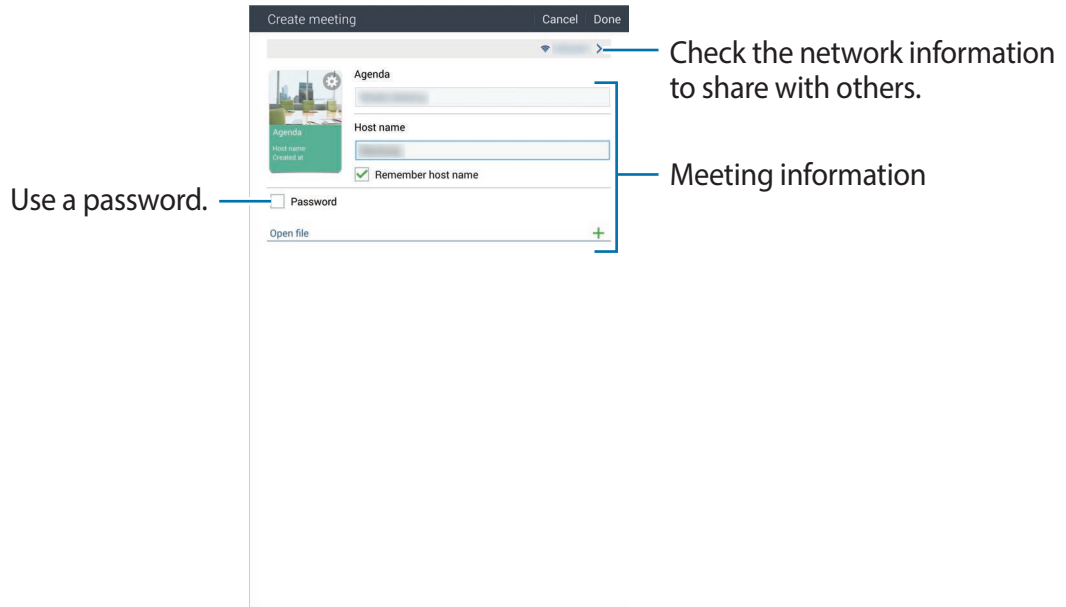 Create meeting Cancel Done
Check the network information
to share with others.
Agenda
Agenda
Host name
Created at
Host name
Remember host name
Meeting information
Use a password.
Password
Open file